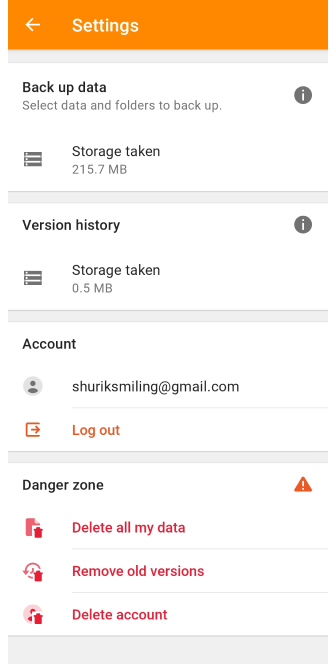 Settings
Back up data
Select data and folders to back up.
Storage taken
215.7 MB
Version history
Storage taken
0.5 MB
Account
shuriksmiling@gmail.com
Log out
Danger zone
Delete all my data
Remove old versions
Delete account